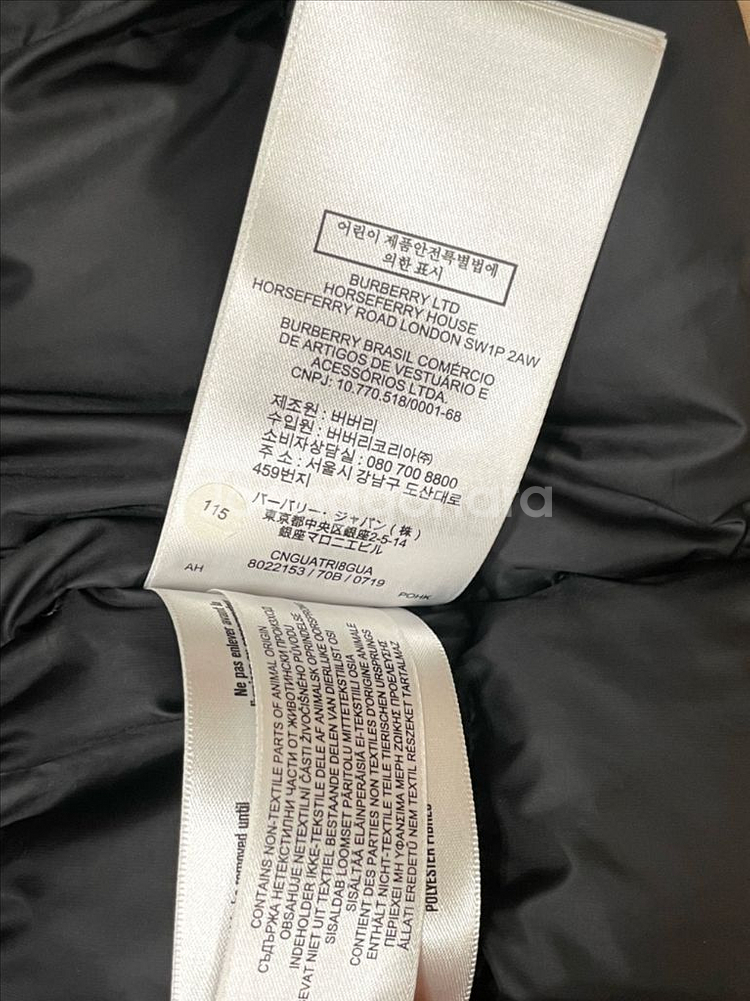 어린이 제품안전특별법에
의한 표시
BURBERRY LTD
HORSEFERRY HOUSE
HORSEFERRY ROAD LONDON SW1P 2AW
BURBERRY BRASIL COMÉRCIO
DE ARTIGOS DE VESTUÁRIO E
ACESSÓRIOS LTDA.
CNPJ: 10.770.518/0001-68
제조원 : 버버리
수입원 : 버버리코리아(주)
소비자상담실 : 080 700 8800
주 소 : 서울시 강남구 도산대로
459번지
115
バーバリー・ジャパン(株)
東京都中央区銀座2-5-14
銀座マロニエビル
CNGUATRI8GUA
8022153 / 70B / 0719
AH
POHK
Ne pas enlever avant
removed until
CONTAINS NON-TEXTILE PARTS OF ANIMAL ORIGIN
СЪДЪРЖА НЕТЕКСТИЛНИ ЧАСТИ ОТ ЖИВОТИНСКИ ПРОИЗХОД
OBSAHUJE NETEXTILNÍ ČÁSTI ŽIVOČIŠNÉHO PŮVODU
INDEHOLDER IKKE-TEKSTILE DELE AF ANIMALSK OPRINDELSE
EVAT NIET UIT TEXTIEL BESTAANDE DELEN VAN DIERLIJKE OORSPRO
SISALDAB LOOMSET PÄRITOLU MITTETEKSTIILIST OSI
SISÄLTÄÄ ELÄINPERÄISIÄ EI-TEKSTIILI OSIA
CONTIENT DES PARTIES NON TEXTILES D'ORIGINE ANIMALE
ENTHÄLT NICHT-TEXTILE TEILE TIERISCHEN URSPRUNGS
ΠΕΡΙΕΧΕΙ ΜΗ ΥΦΑΝΣΙΜΑ ΜΕΡΗ ΖΩΙΚΗΣ ΠΡΟΕΛΕΥΣΗΣ
ÁLLATI EREDETŰ NEM TEXTIL RÉSZEKET TARTALMAZ
POLYESTER FIBRES